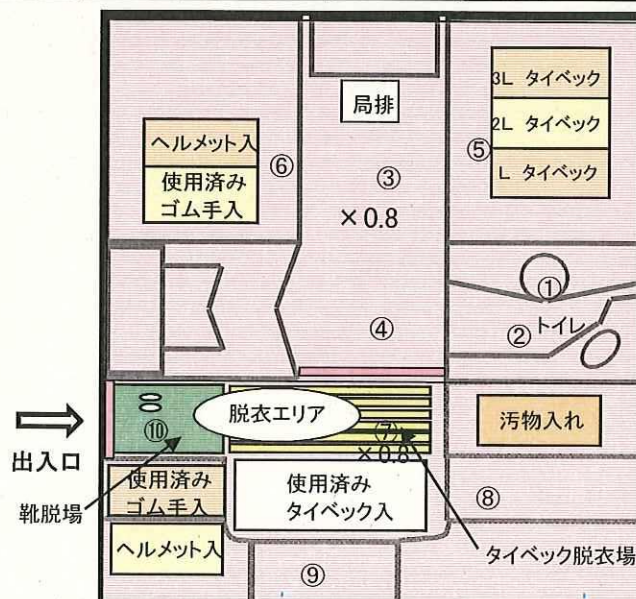 局排
3L タイベック
2L タイベック
L タイベック
⑤
ヘルメット入
使用済み
ゴム手入
⑥
③
×0.8
①
④
②
トイレ
出入口
⑩
脱衣エリア
⑦
×0.8
汚物入れ
靴脱場
使用済み
ゴム手入
使用済み
タイベック入
⑧
ヘルメット入
タイベック脱衣場
⑨